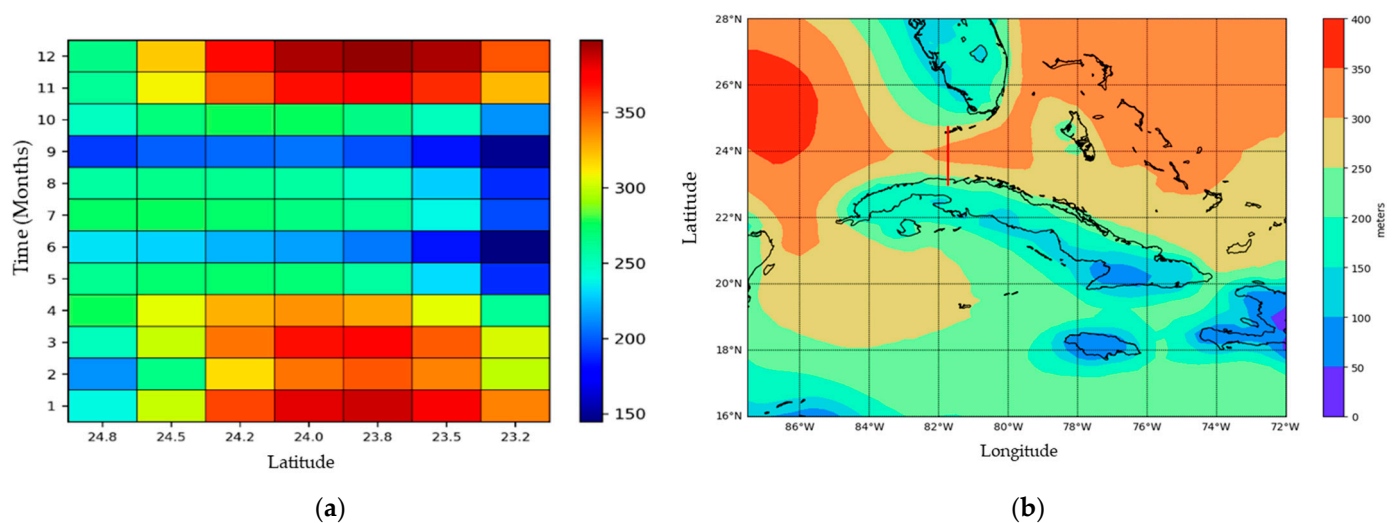 12
11
10
9
8
7
6
5
4
3
2
1
Time (Months)
24.8 24.5 24.2 24.0 23.8 23.5 23.2
Latitude
350
300
250
200
150
(a)
28°N
26°N
24°N
22°N
20°N
18°N
16°N
Latitude
86°W 84°W 82°W 80°W 78°W 76°W 74°W 72°W
Longitude
400
350
300
250
200
150
100
50
0
meters
(b)